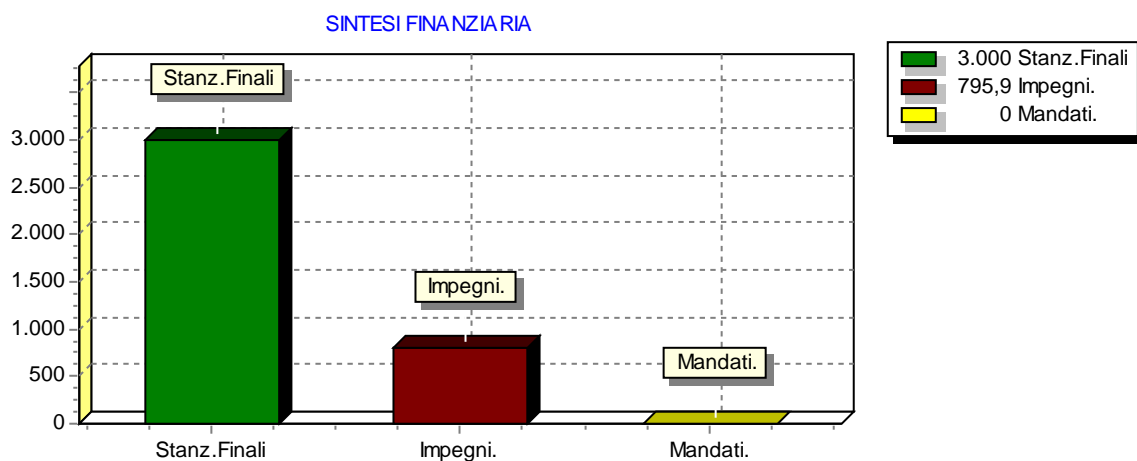 SINTESI FINANZIARIA
3.000 Stanz.Finali
795,9 Impegni.
0 Mandati.
Stanz.Finali
Impegni.
Mandati.
3.000
2.500
2.000
1.500
1.000
500
0
Stanz.Finali
Impegni.
Mandati.